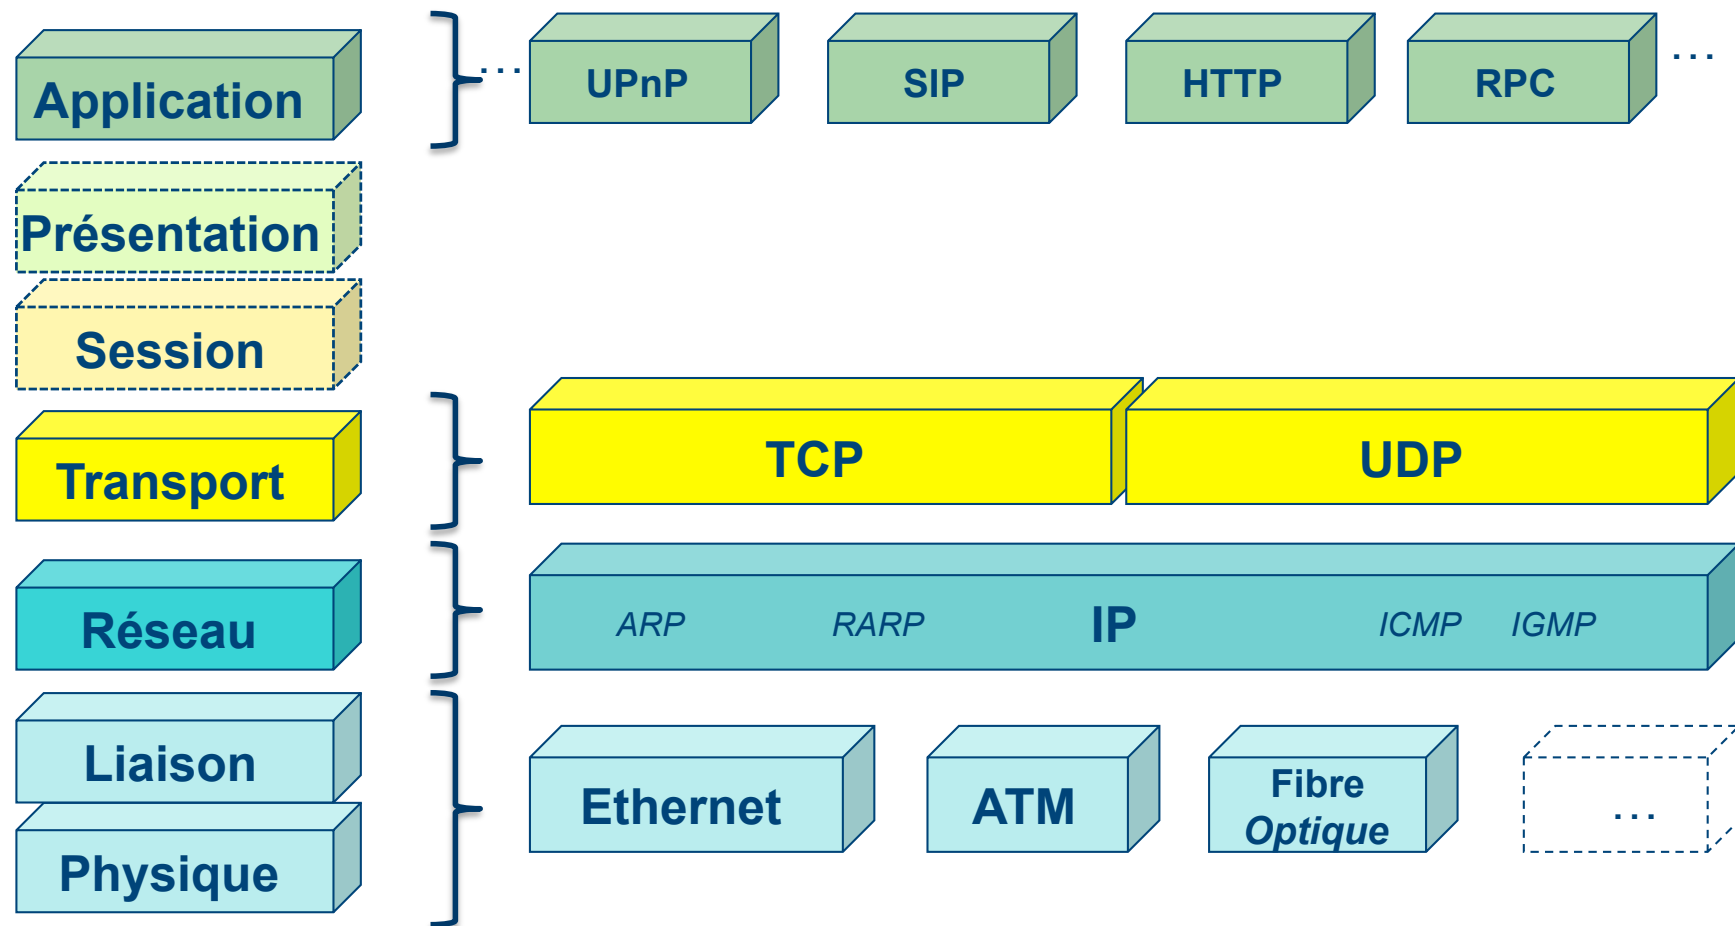 Application
... UPnP SIP HTTP RPC ...
Présentation
Session
Transport
TCP UDP
Réseau
ARP RARP IP ICMP IGMP
Liaison
Physique
Ethernet ATM Fibre
Optique ...